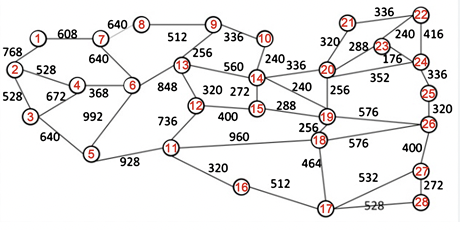 21 336 22
640 8 9
1 608 7 512 336 10 320 288 23 240 416
768 640 256 240 176 24
2 528 13 560 14 336 20 352 336
4 368 6 848 320 272 240 256 25
528 672 12 400 15 288 19 576 320
3 992 736 256 26
640 18 576
5 928 11 960 464 400
320 532 27
16 512 272
17 528 28